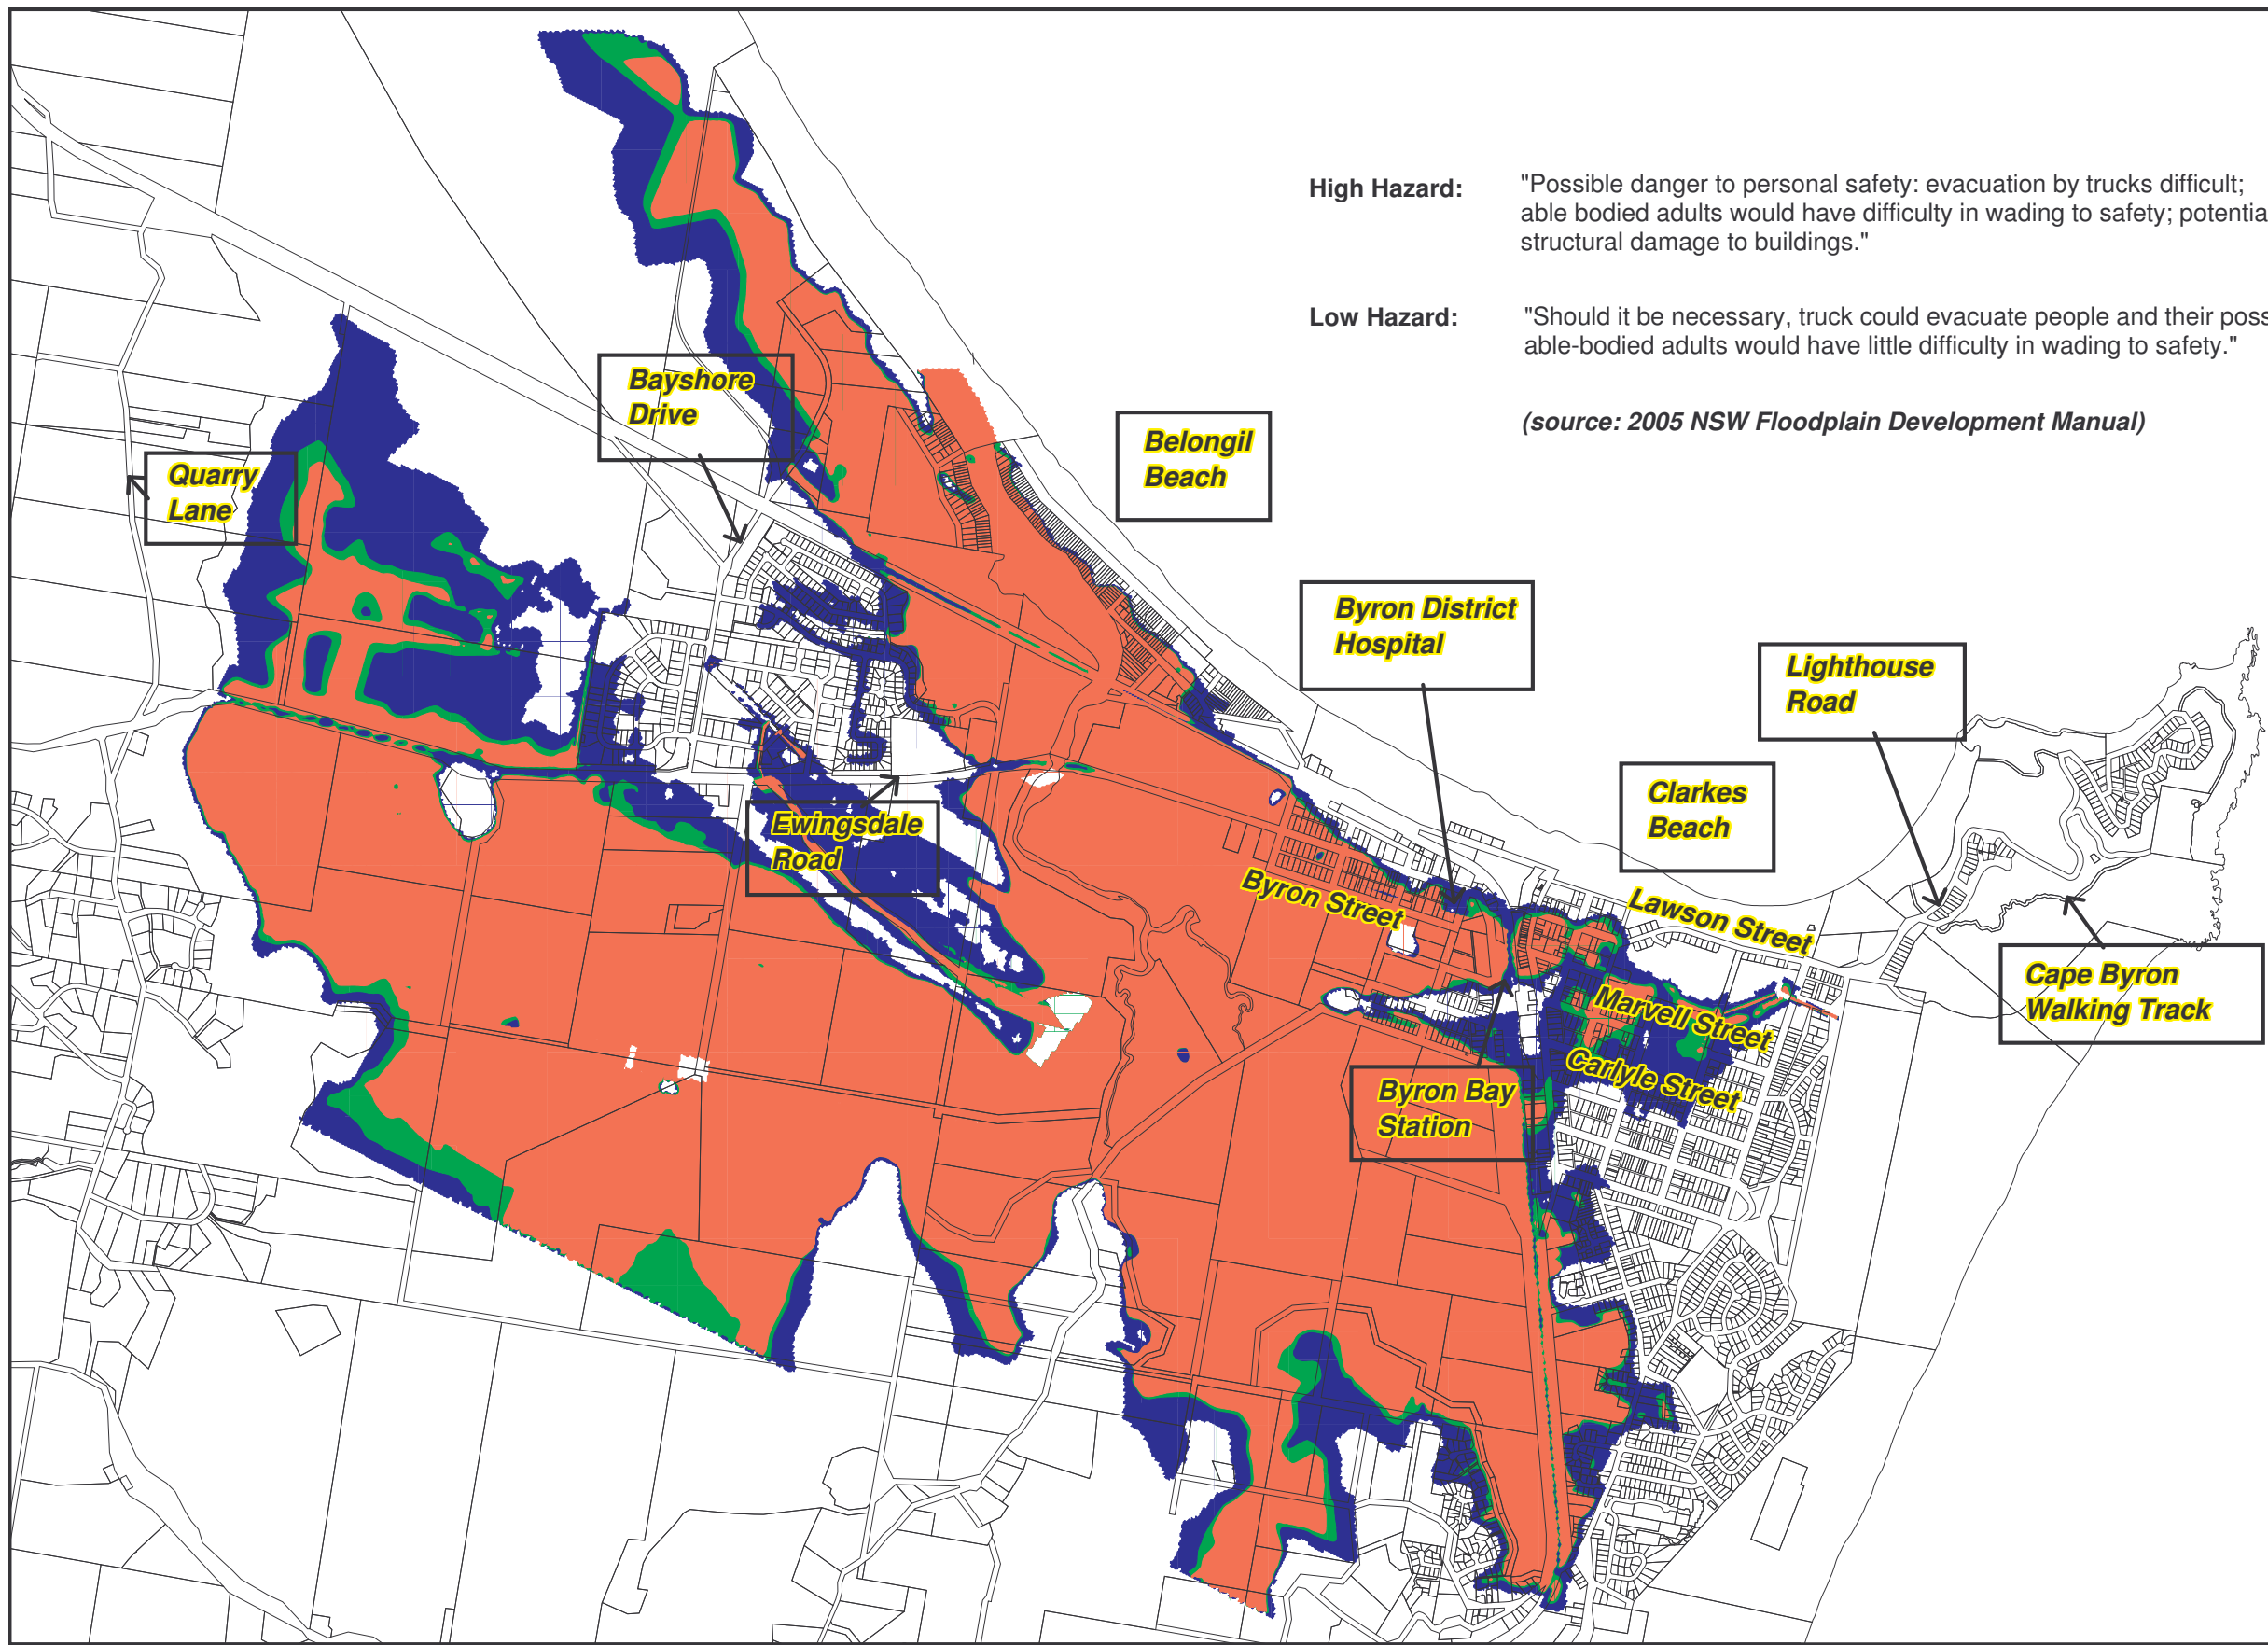 High Hazard:
"Possible danger to personal safety: evacuation by trucks difficult;
able bodied adults would have difficulty in wading to safety; potentia
structural damage to buildings."
Low Hazard:
"Should it be necessary, truck could evacuate people and their poss
able-bodied adults would have little difficulty in wading to safety."
(source: 2005 NSW Floodplain Development Manual)
Bayshore
Drive
Belongil
Beach
Quarry
Lane
Byron District
Hospital
Lighthouse
Road
Clarkes
Beach
Ewingsdale
Road
Byron Street
Lawson Street
Cape Byron
Walking Track
Marvell Street
Carlyle Street
Byron Bay
Station